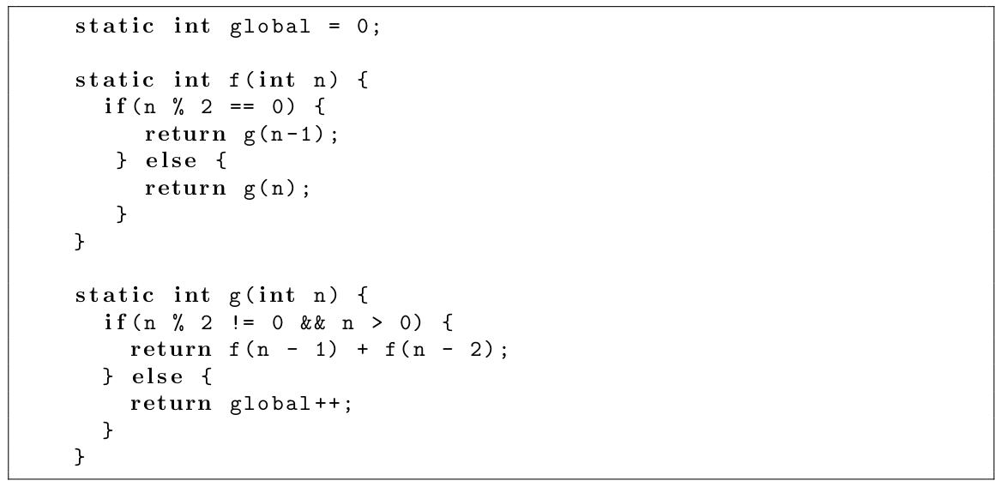 static int global = 0;
static int f(int n) {
if(n % 2 == 0) {
return g(n-1);
} else {
return g(n);
}
}
static int g(int n) {
if(n % 2 != 0 && n > 0) {
return f(n - 1) + f(n - 2);
} else {
return global++;
}
}